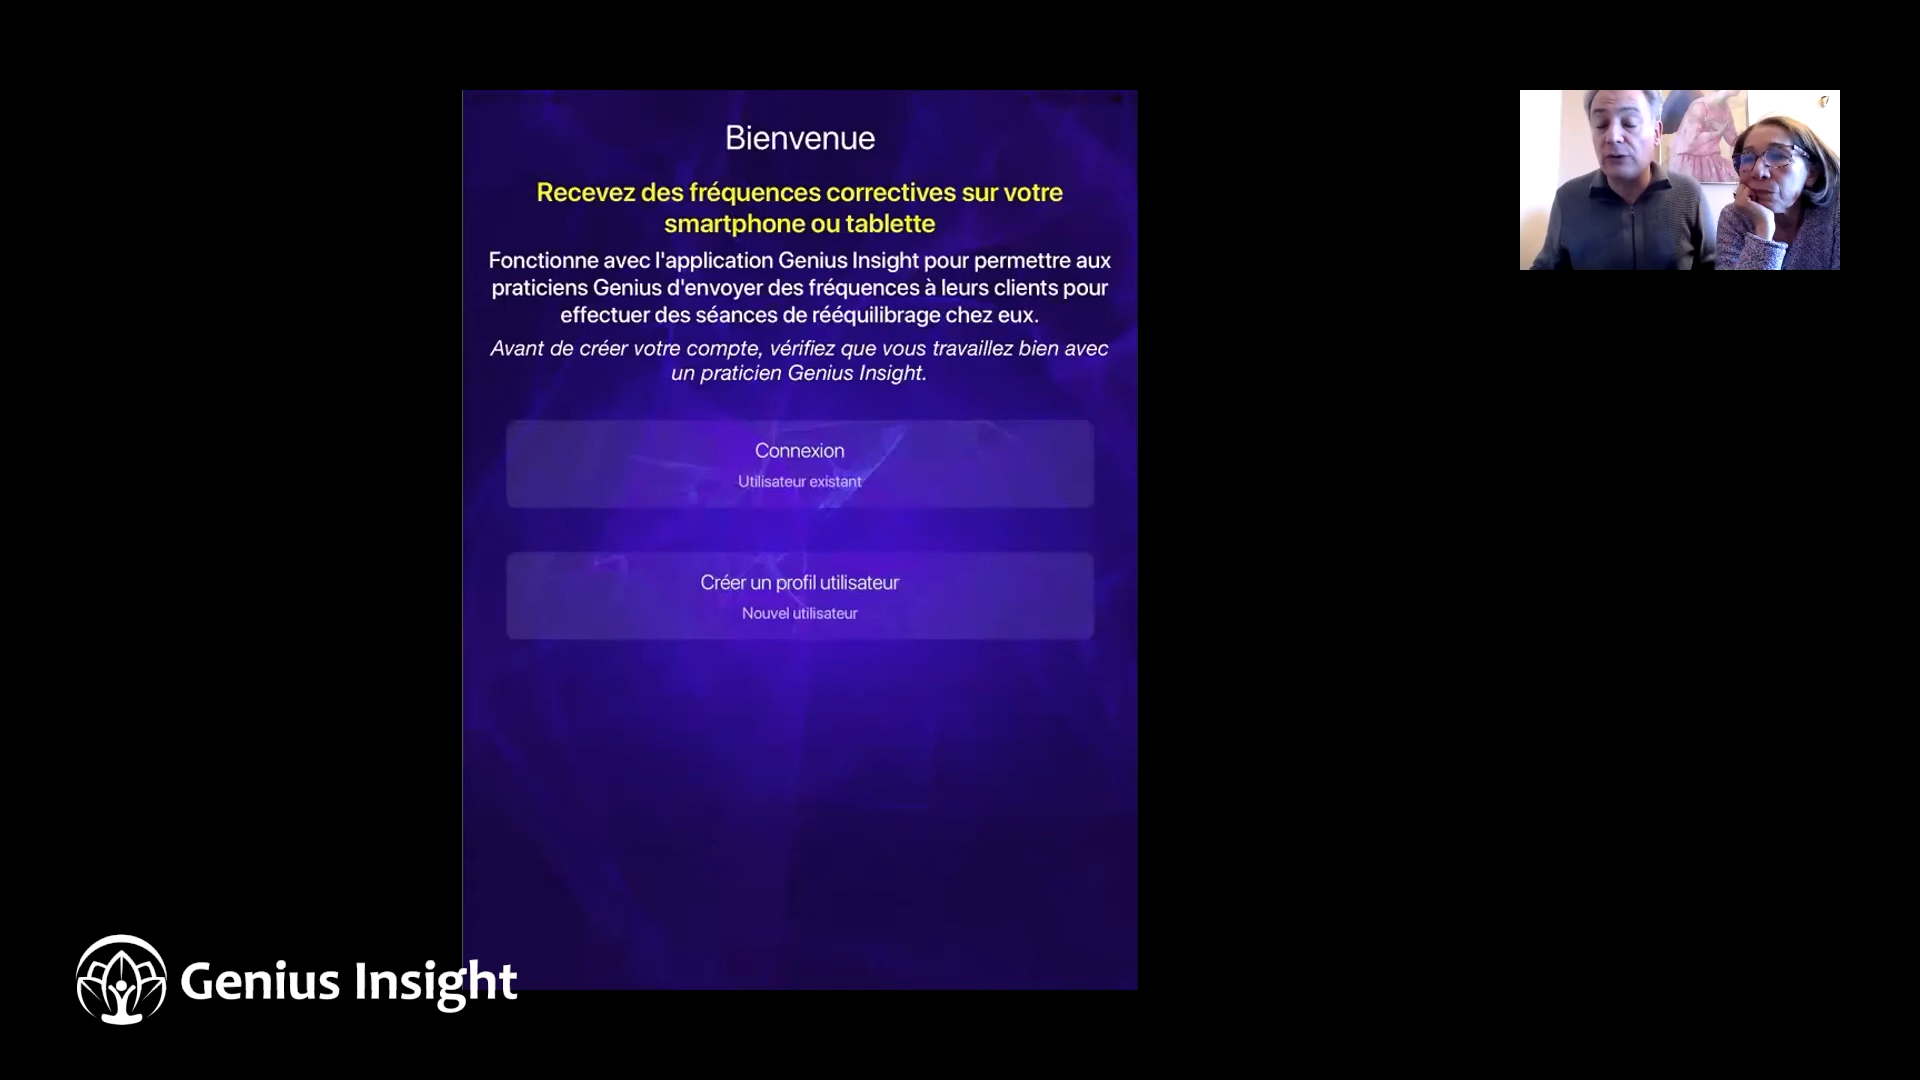 Bienvenue
Recevez des fréquences correctives sur votre
smartphone ou tablette
Fonctionne avec l'application Genius Insight pour permettre aux
praticiens Genius d'envoyer des fréquences à leurs clients pour
effectuer des séances de rééquilibrage chez eux.
Avant de créer votre compte, vérifiez que vous travaillez bien avec
un praticien Genius Insight.
Connexion
Utilisateur existant
Créer un profil utilisateur
Nouvel utilisateur
Genius Insight